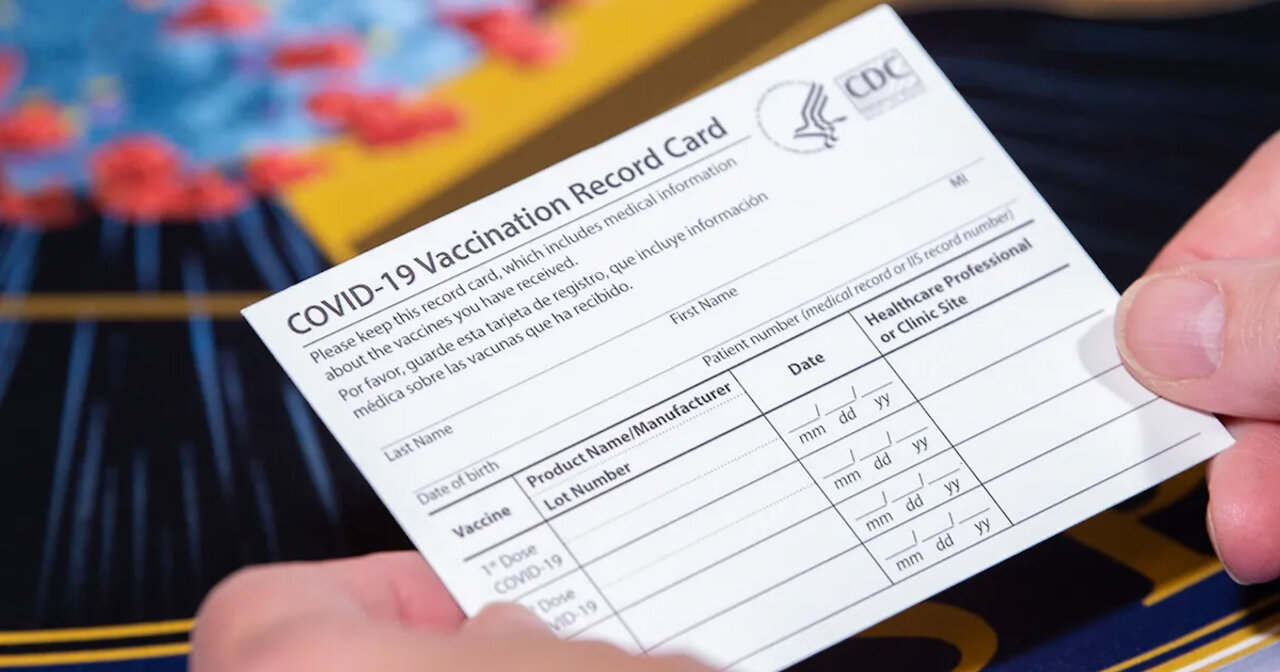 COVID-19 Vaccination Record Card
CDC
Please keep this record card, which includes medical information
about the vaccines you have received.
Por favor, guarde esta tarjeta de registro, que incluye información
médica sobre las vacunas que ha recibido.
Last Name First Name MI
Date of birth Patient number (medical record or IIS record number)
Vaccine Product Name/Manufacturer Date Healthcare Professional
Lot Number or Clinic Site
1st Dose
COVID-19
mm dd yy
Dose
mm dd yy
mm dd yy
mm dd yy